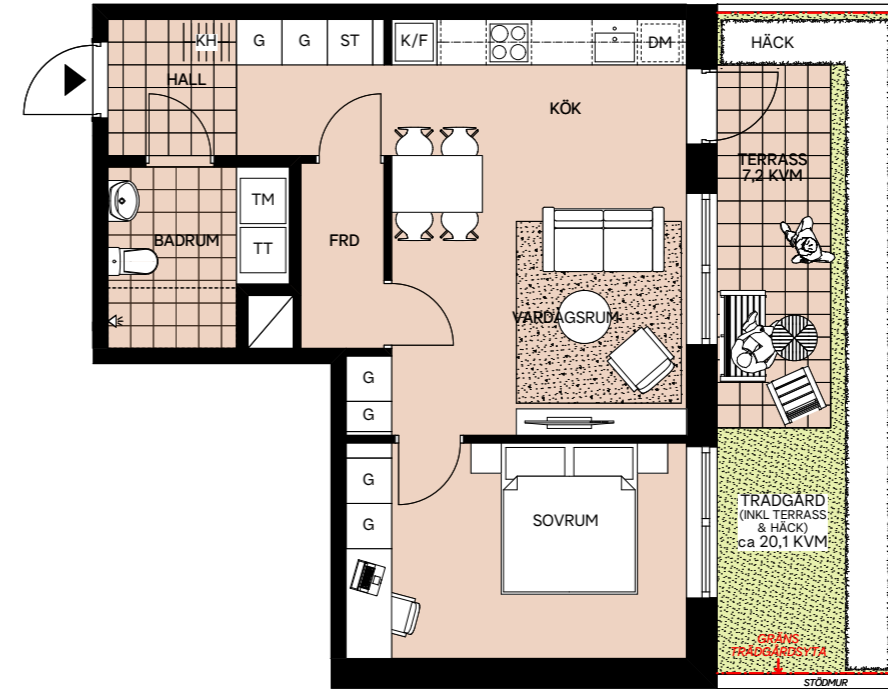 KH
G
G
ST
K/F
DM
HÄCK
HALL
KÖK
TERRASS
7,2 KVM
TM
BADRUM
FRD
TT
VARDAGSRUM
G
G
G
G
SOVRUM
TRÄDGÅRD
(INKL TERRASS
& HÄCK)
ca 20,1 KVM
GRÄNS
TRÄDGÅRDSYTA
STÖDMUR